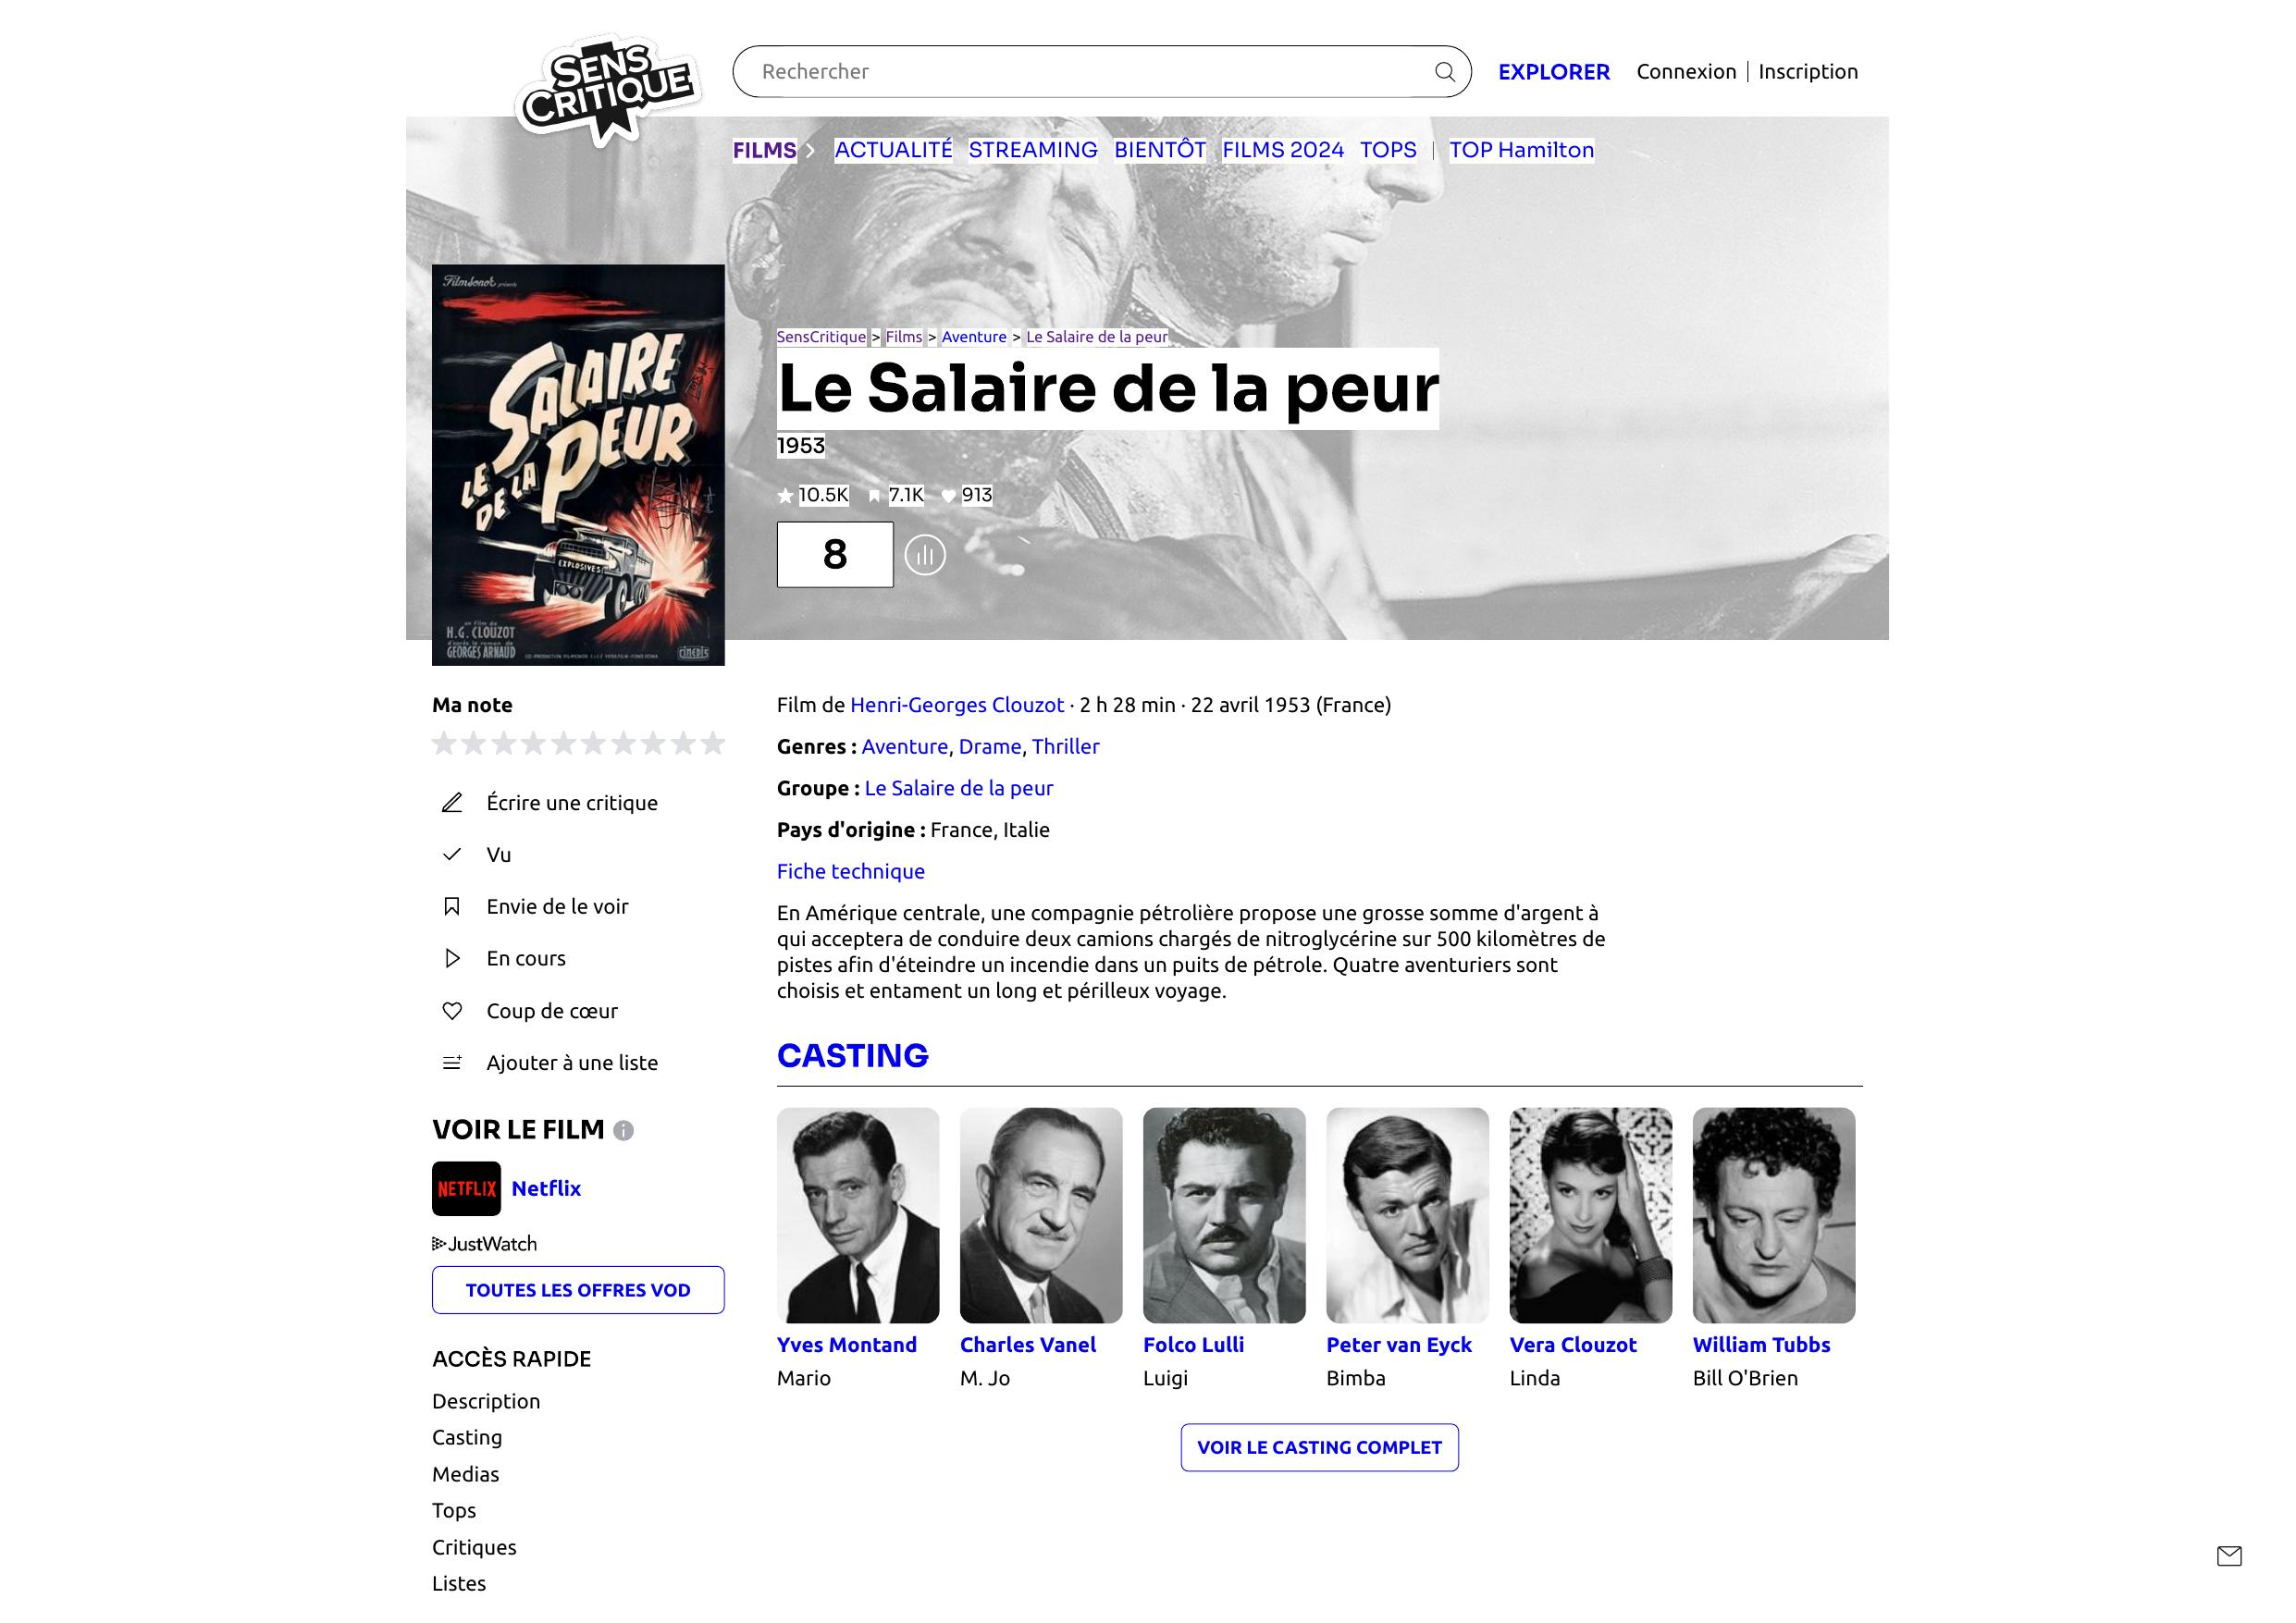 SENS
CRITIQUE
Rechercher
EXPLORER
Connexion | Inscription
FILMS
ACTUALITÉ STREAMING BIENTÔT FILMS 2024 TOPS | TOP Hamilton
Filmsonor présente
SALAIRE
LE DE LA PEUR
EXPLOSIVES
un film de
H.G. CLOUZOT
d'après le roman de
GEORGES ARNAUD
CINÉDIS
SensCritique > Films > Aventure > Le Salaire de la peur
Le Salaire de la peur
1953
10.5K 7.1K 913
8
Ma note
Écrire une critique
Vu
Envie de le voir
En cours
Coup de cœur
Ajouter à une liste
VOIR LE FILM
NETFLIX Netflix
JustWatch
TOUTES LES OFFRES VOD
ACCÈS RAPIDE
Description
Casting
Medias
Tops
Critiques
Listes
Film de Henri-Georges Clouzot · 2 h 28 min · 22 avril 1953 (France)
Genres : Aventure, Drame, Thriller
Groupe : Le Salaire de la peur
Pays d'origine : France, Italie
Fiche technique
En Amérique centrale, une compagnie pétrolière propose une grosse somme d'argent à
qui acceptera de conduire deux camions chargés de nitroglycérine sur 500 kilomètres de
pistes afin d'éteindre un incendie dans un puits de pétrole. Quatre aventuriers sont
choisis et entament un long et périlleux voyage.
CASTING
Yves Montand
Mario
Charles Vanel
M. Jo
Folco Lulli
Luigi
Peter van Eyck
Bimba
Vera Clouzot
Linda
William Tubbs
Bill O'Brien
VOIR LE CASTING COMPLET